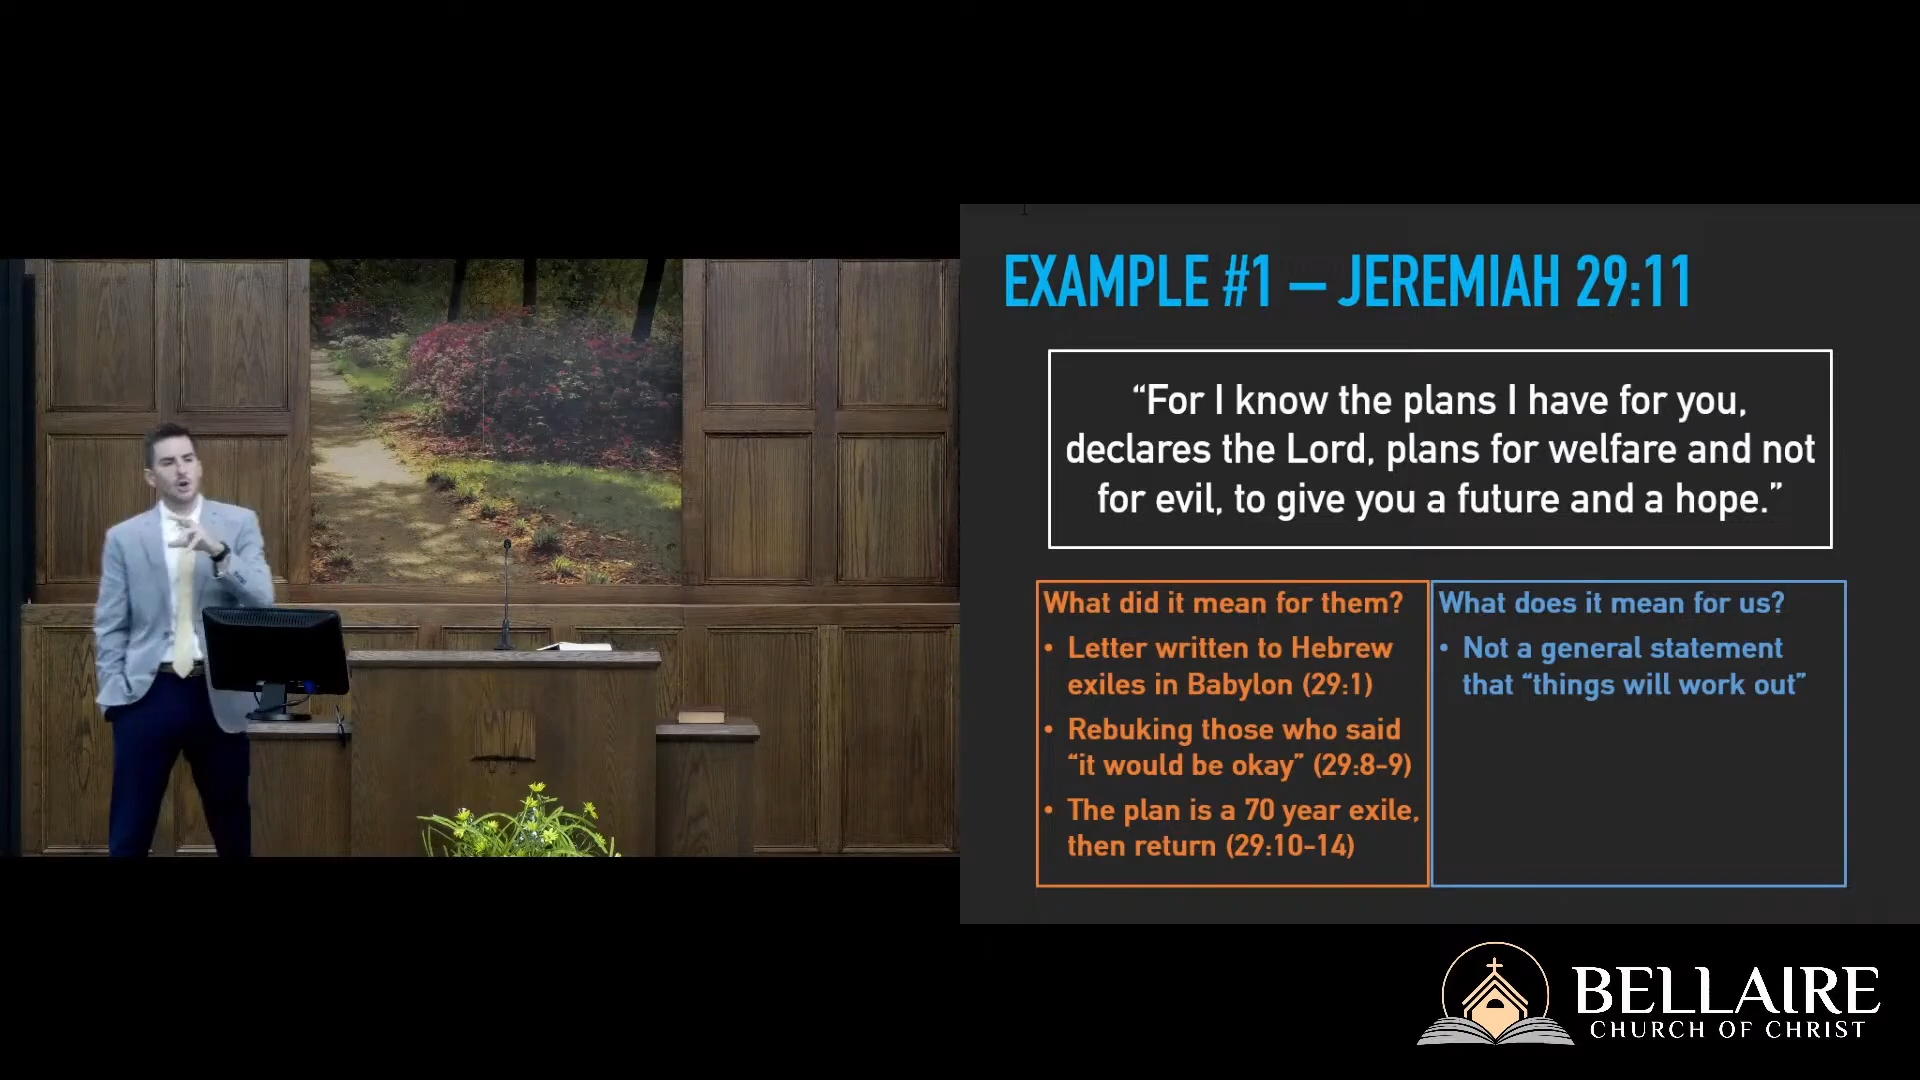 EXAMPLE #1 – JEREMIAH 29:11
“For I know the plans I have for you,
declares the Lord, plans for welfare and not
for evil, to give you a future and a hope.”
What did it mean for them?
• Letter written to Hebrew
exiles in Babylon (29:1)
• Rebuking those who said
“it would be okay” (29:8-9)
• The plan is a 70 year exile,
then return (29:10-14)
What does it mean for us?
• Not a general statement
that “things will work out”
BELLAIRE
CHURCH OF CHRIST